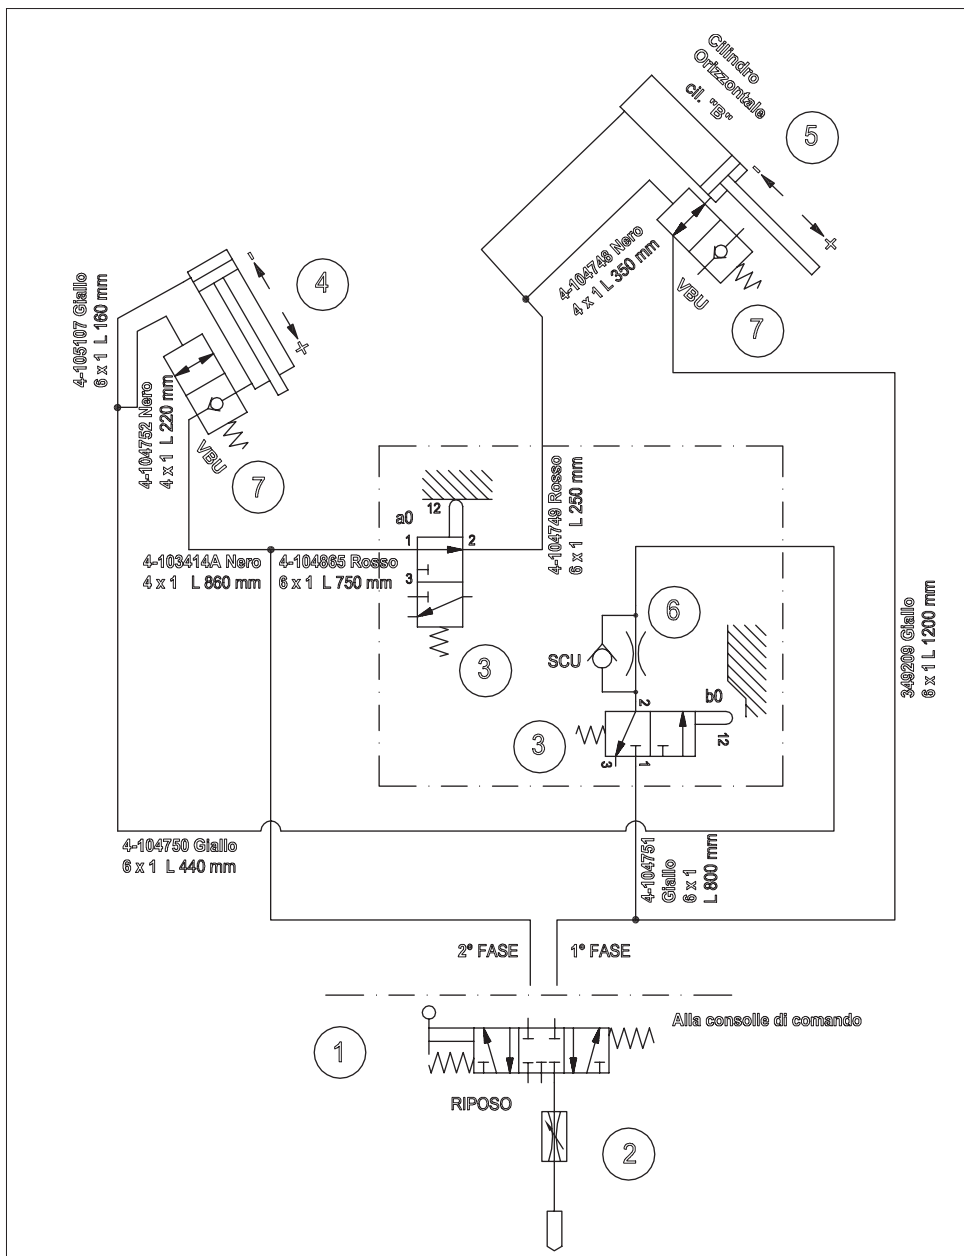 Cilindro
Orizzontale
cil. "B"
5
-
+
4-104748 Nero
4 x 1 L 350 mm
VBU
7
4
-
+
4-105107 Giallo
6 x 1 L 160 mm
4-104752 Nero
4 x 1 L 220 mm
VBU
7
12
a0
1
2
3
4-103414A Nero
4 x 1 L 860 mm
4-104865 Rosso
6 x 1 L 750 mm
4-104749 Rosso
6 x 1 L 250 mm
3
6
SCU
b0
2
12
3
1
3
349209 Giallo
6 x 1 L 1200 mm
4-104750 Giallo
6 x 1 L 440 mm
4-104751
Giallo
6 x 1
L 800 mm
2° FASE
1° FASE
Alla consolle di comando
1
RIPOSO
2